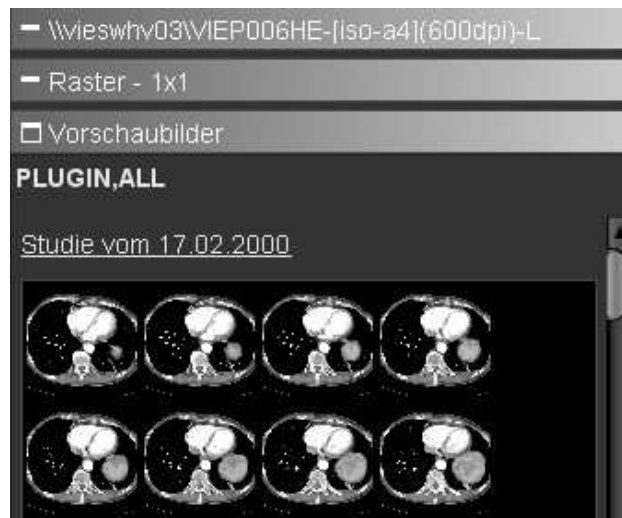 \\vieswhv03\VIEP006HE-[iso-a4](600dpi)-L
Raster - 1x1
Vorschaubilder
PLUGIN,ALL
Studie vom 17.02.2000